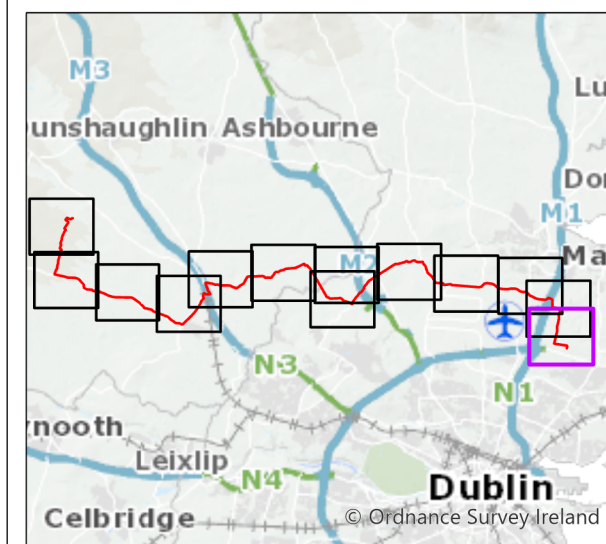 M3
Lu
unshaughlin Ashbourne
Do
M1
M2
Ma
N3
N1
ynooth
Leixlip
N4
Dublin
Celbridge
© Ordnance Survey Ireland